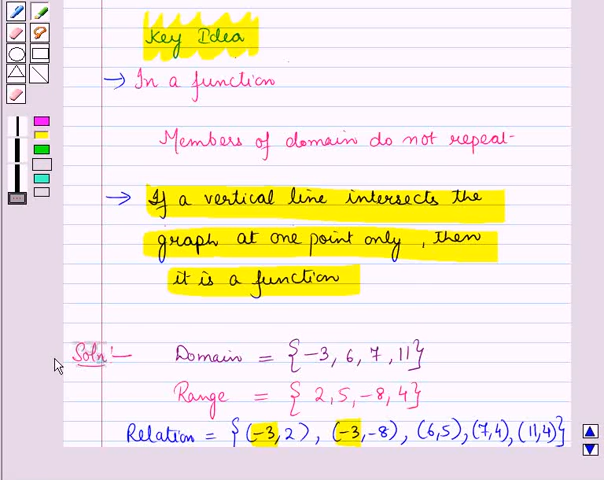 Key Idea
→ In a function
Members of domain do not repeat-
→ If a vertical line intersects the
graph at one point only, then
it is a function
Soln:- Domain = {-3, 6, 7, 11}
Range = { 2, 5, -8, 4}
Relation = { (-3, 2), (-3, -8), (6,5), (7,4), (11,4)}